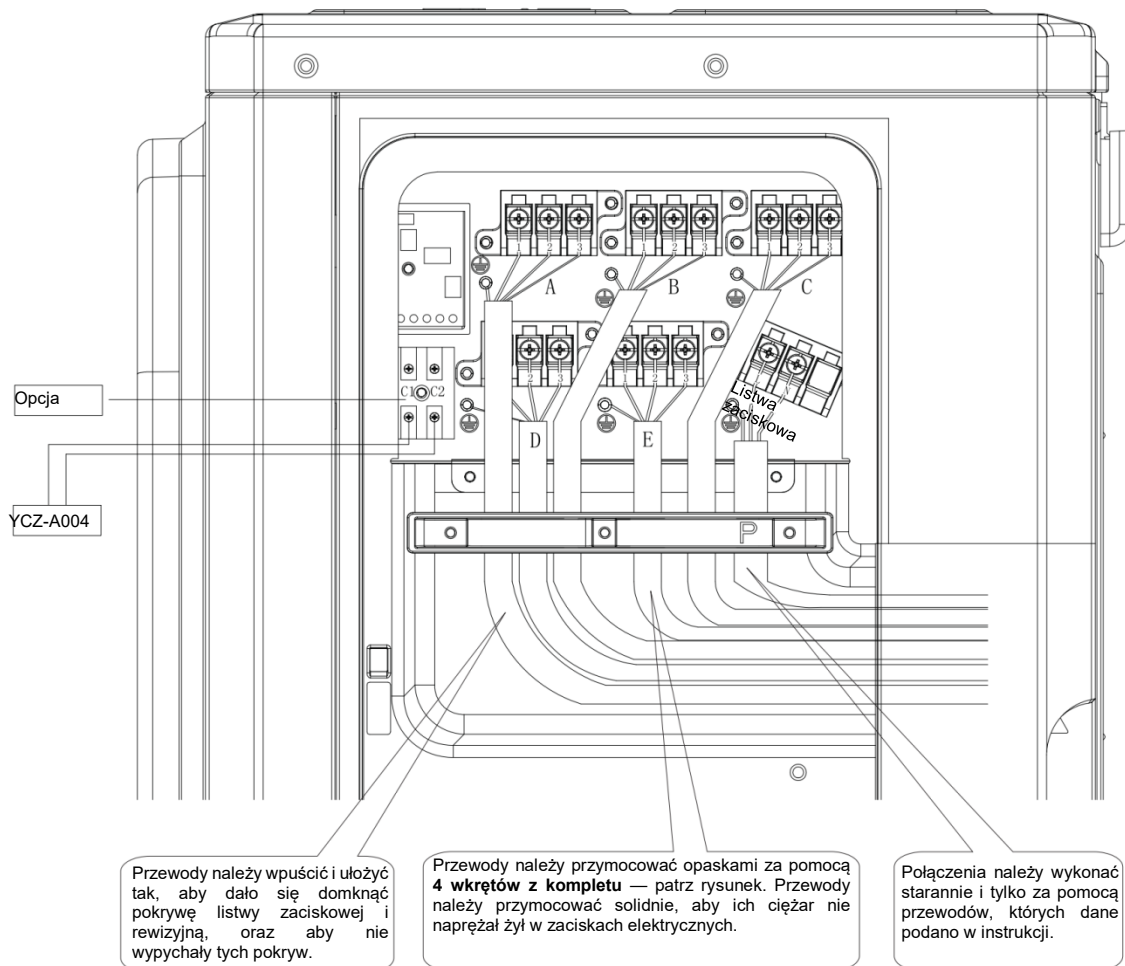 1 2 3
1 2 3
1 2 3
A
B
C
2 3
1 2 3
C1 C2
Listwa
zaciskowa
Opcja
D
E
YCZ-A004
P
Przewody należy wpuścić i ułożyć
tak, aby dało się domknąć
pokrywę listwy zaciskowej i
rewizyjną, oraz aby nie
wypychały tych pokryw.
Przewody należy przymocować opaskami za pomocą
4 wkrętów z kompletu — patrz rysunek. Przewody
należy przymocować solidnie, aby ich ciężar nie
naprężał żył w zaciskach elektrycznych.
Połączenia należy wykonać
starannie i tylko za pomocą
przewodów, których dane
podano w instrukcji.